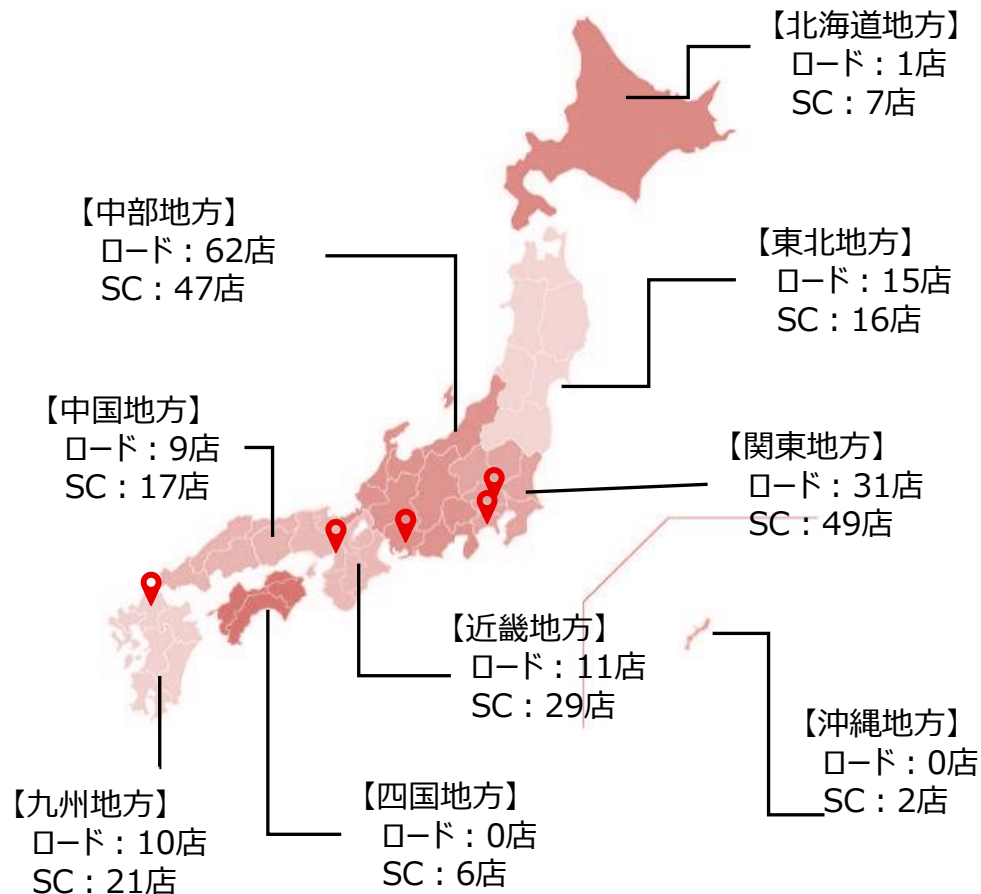 【北海道地方】
ロード：1店
SC：7店
【中部地方】
ロード：62店
SC：47店
【東北地方】
ロード：15店
SC：16店
【中国地方】
ロード：9店
SC：17店
【関東地方】
ロード：31店
SC：49店
【近畿地方】
ロード：11店
SC：29店
【沖縄地方】
ロード：0店
SC：2店
【九州地方】
ロード：10店
SC：21店
【四国地方】
ロード：0店
SC：6店